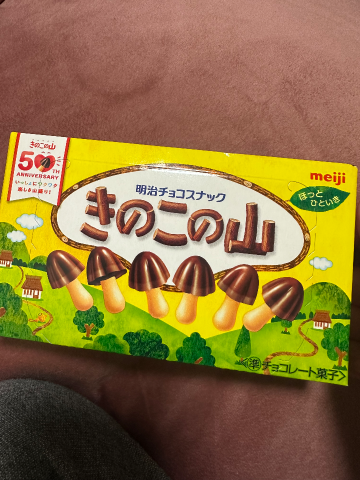 きのこの山
50TH
ANNIVERSARY
meiji
ほっと
ひといき
明治チョコスナック
きのこの山
準チョコレート菓子